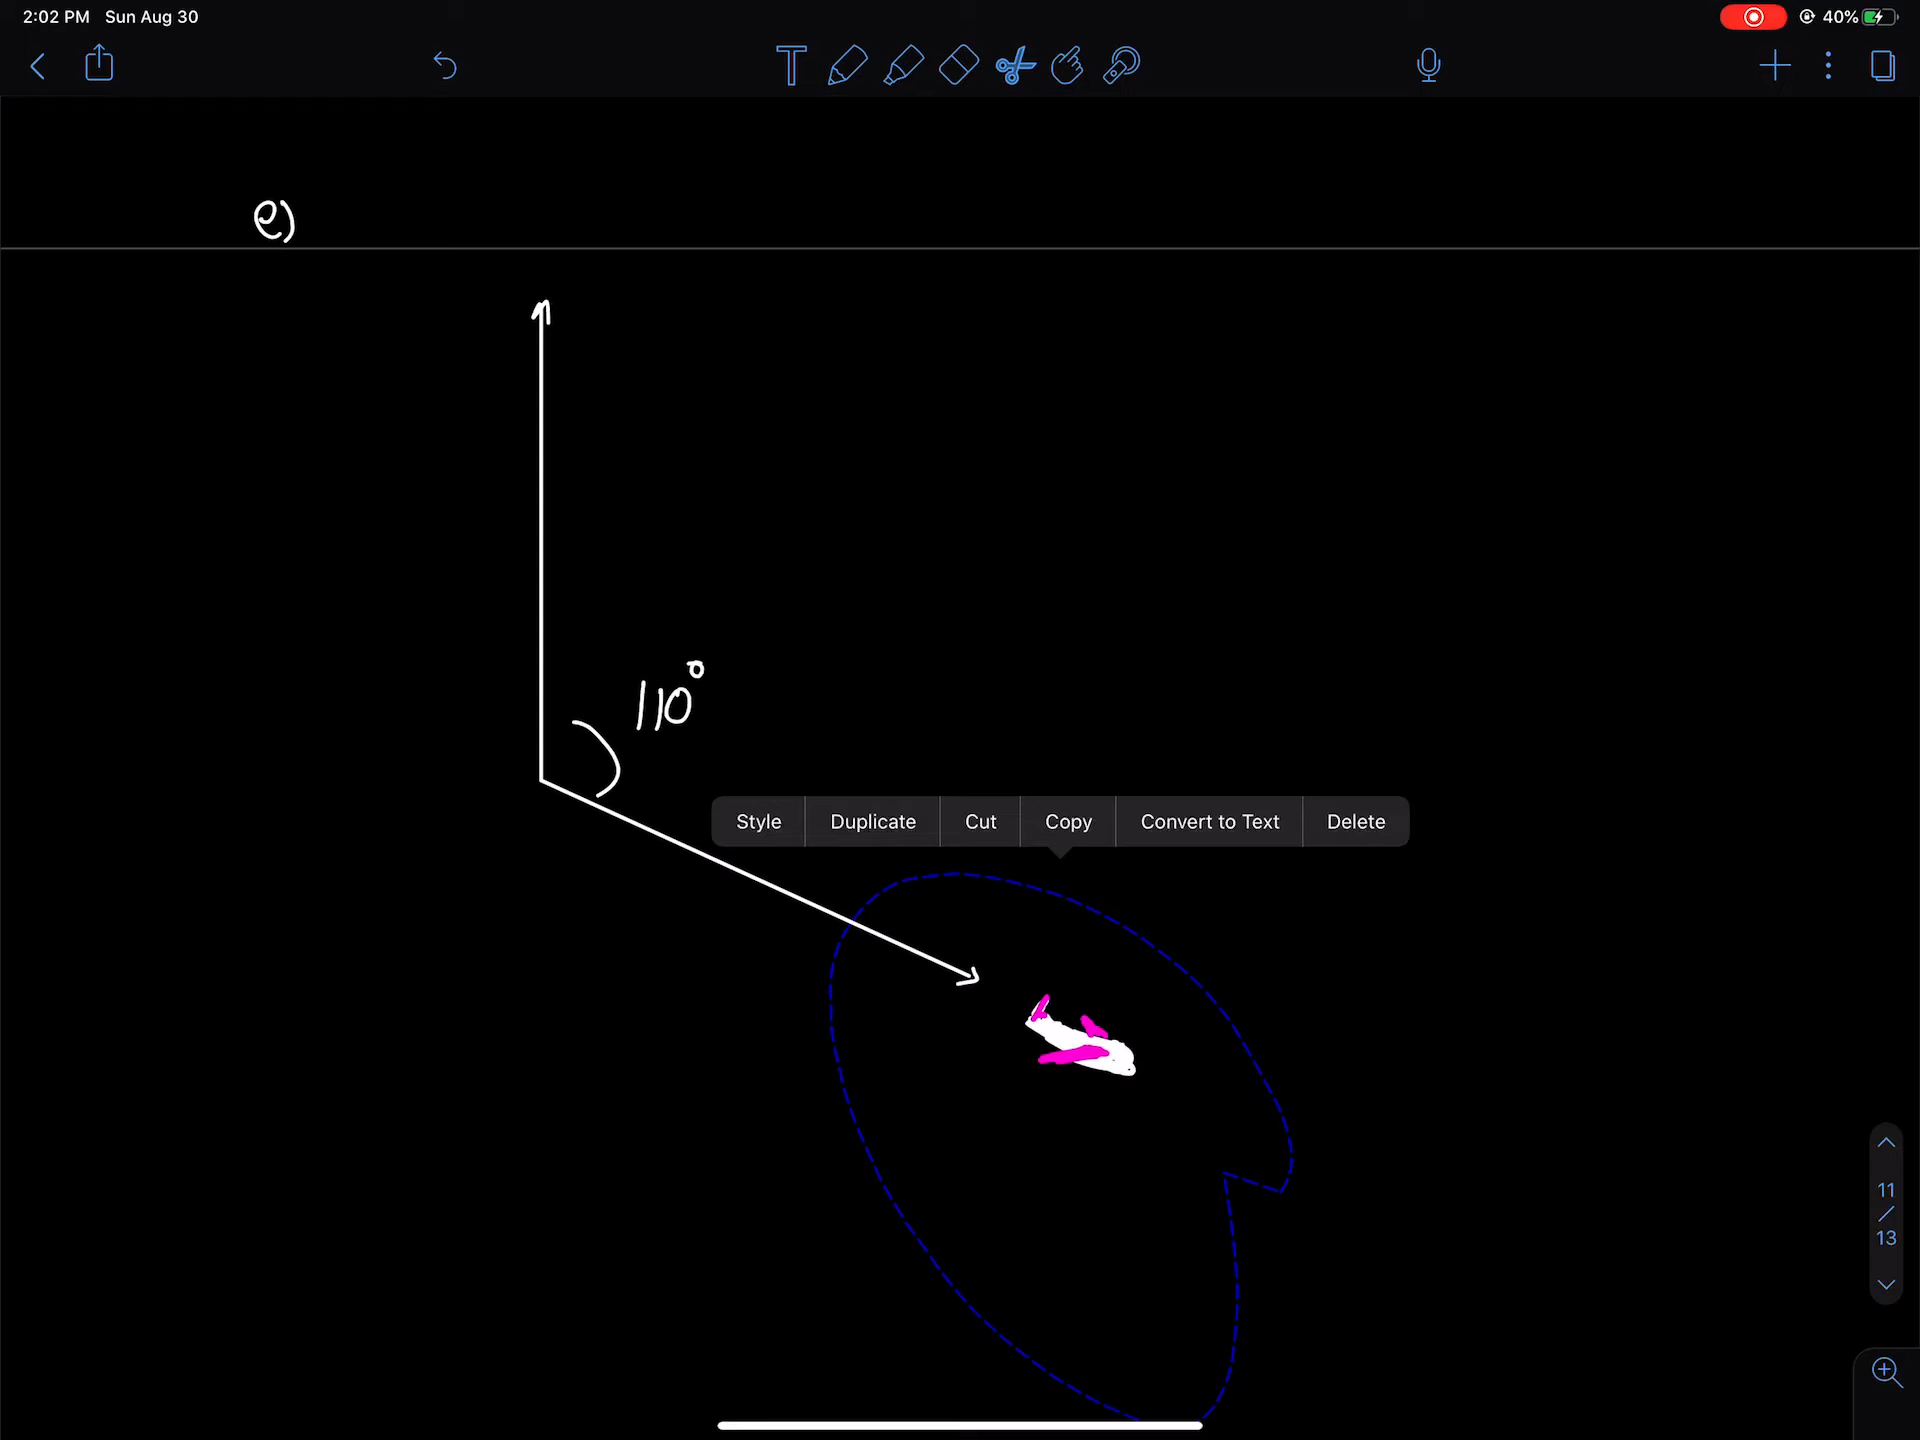 2:02 PM Sun Aug 30 40%
T
e)
110°
Style Duplicate Cut Copy Convert to Text Delete
11
/
13